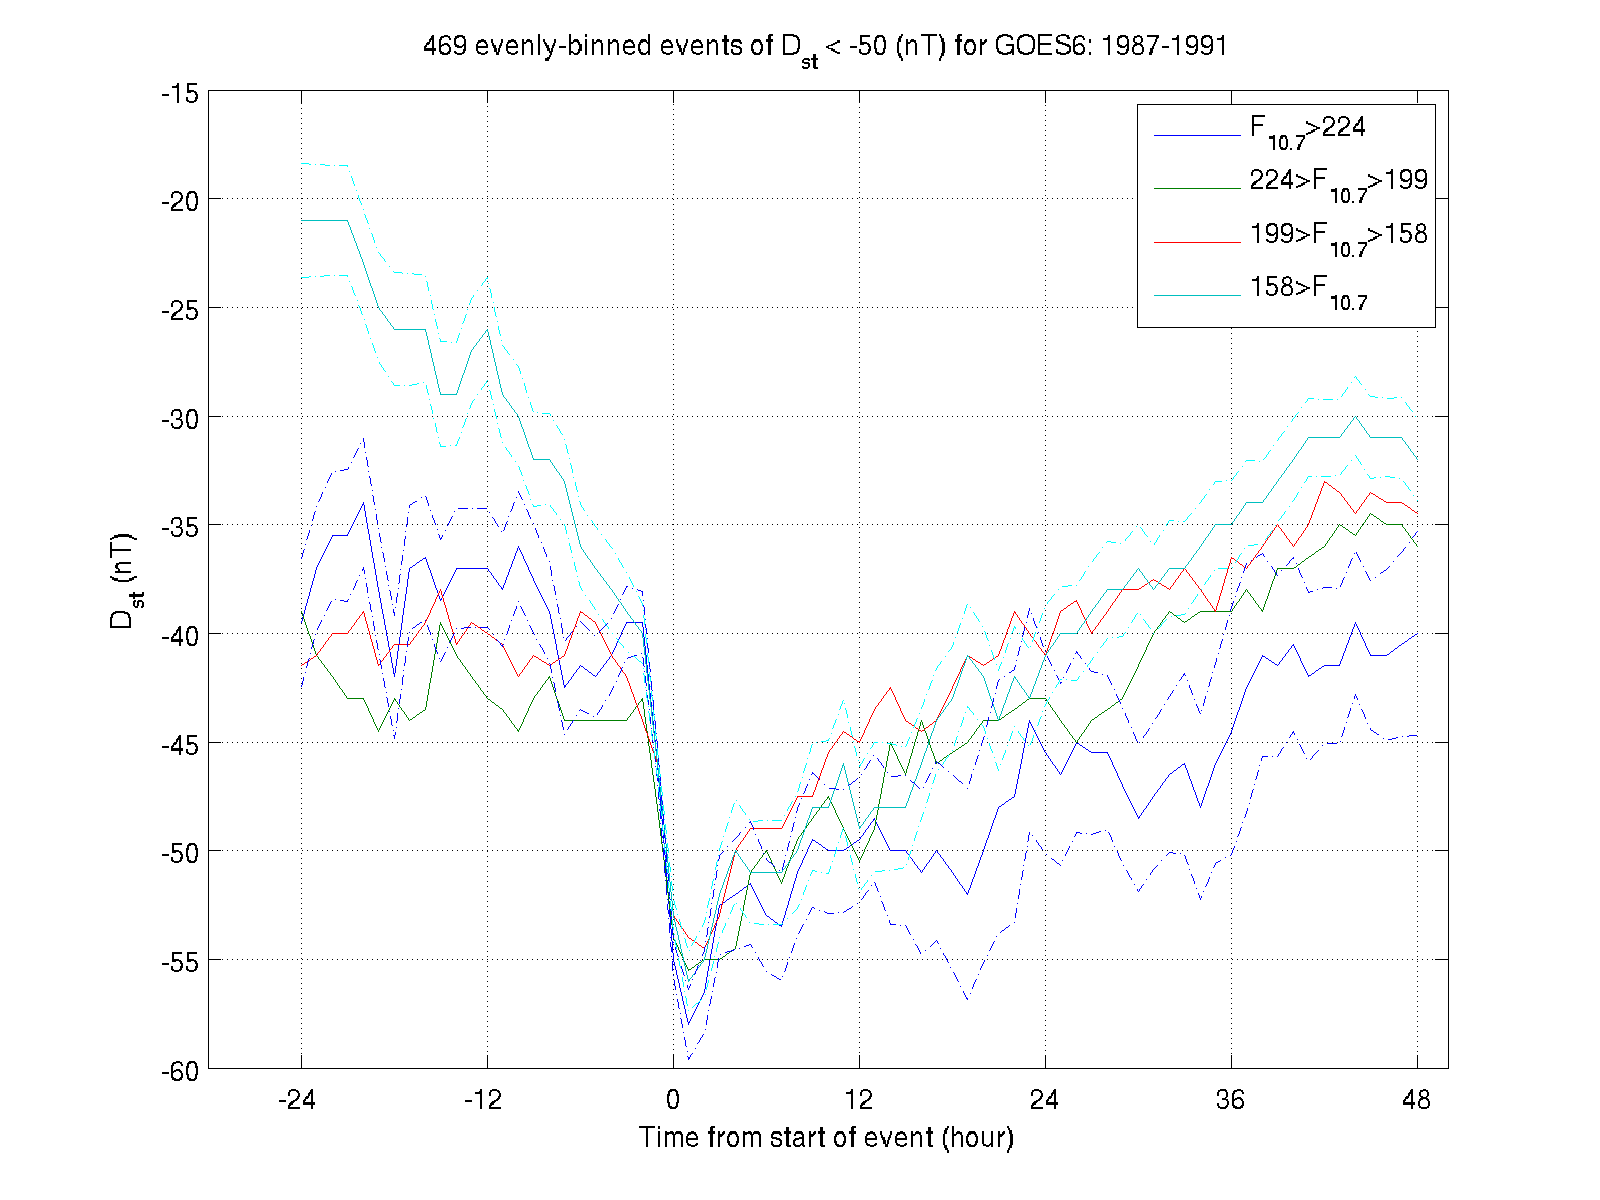 469 evenly-binned events of Dst < -50 (nT) for GOES6: 1987-1991
-15
-20
-25
-30
-35
-40
-45
-50
-55
-60
Dst (nT)
F10.7>224
224>F10.7>199
199>F10.7>158
158>F10.7
-24 -12 0 12 24 36 48
Time from start of event (hour)